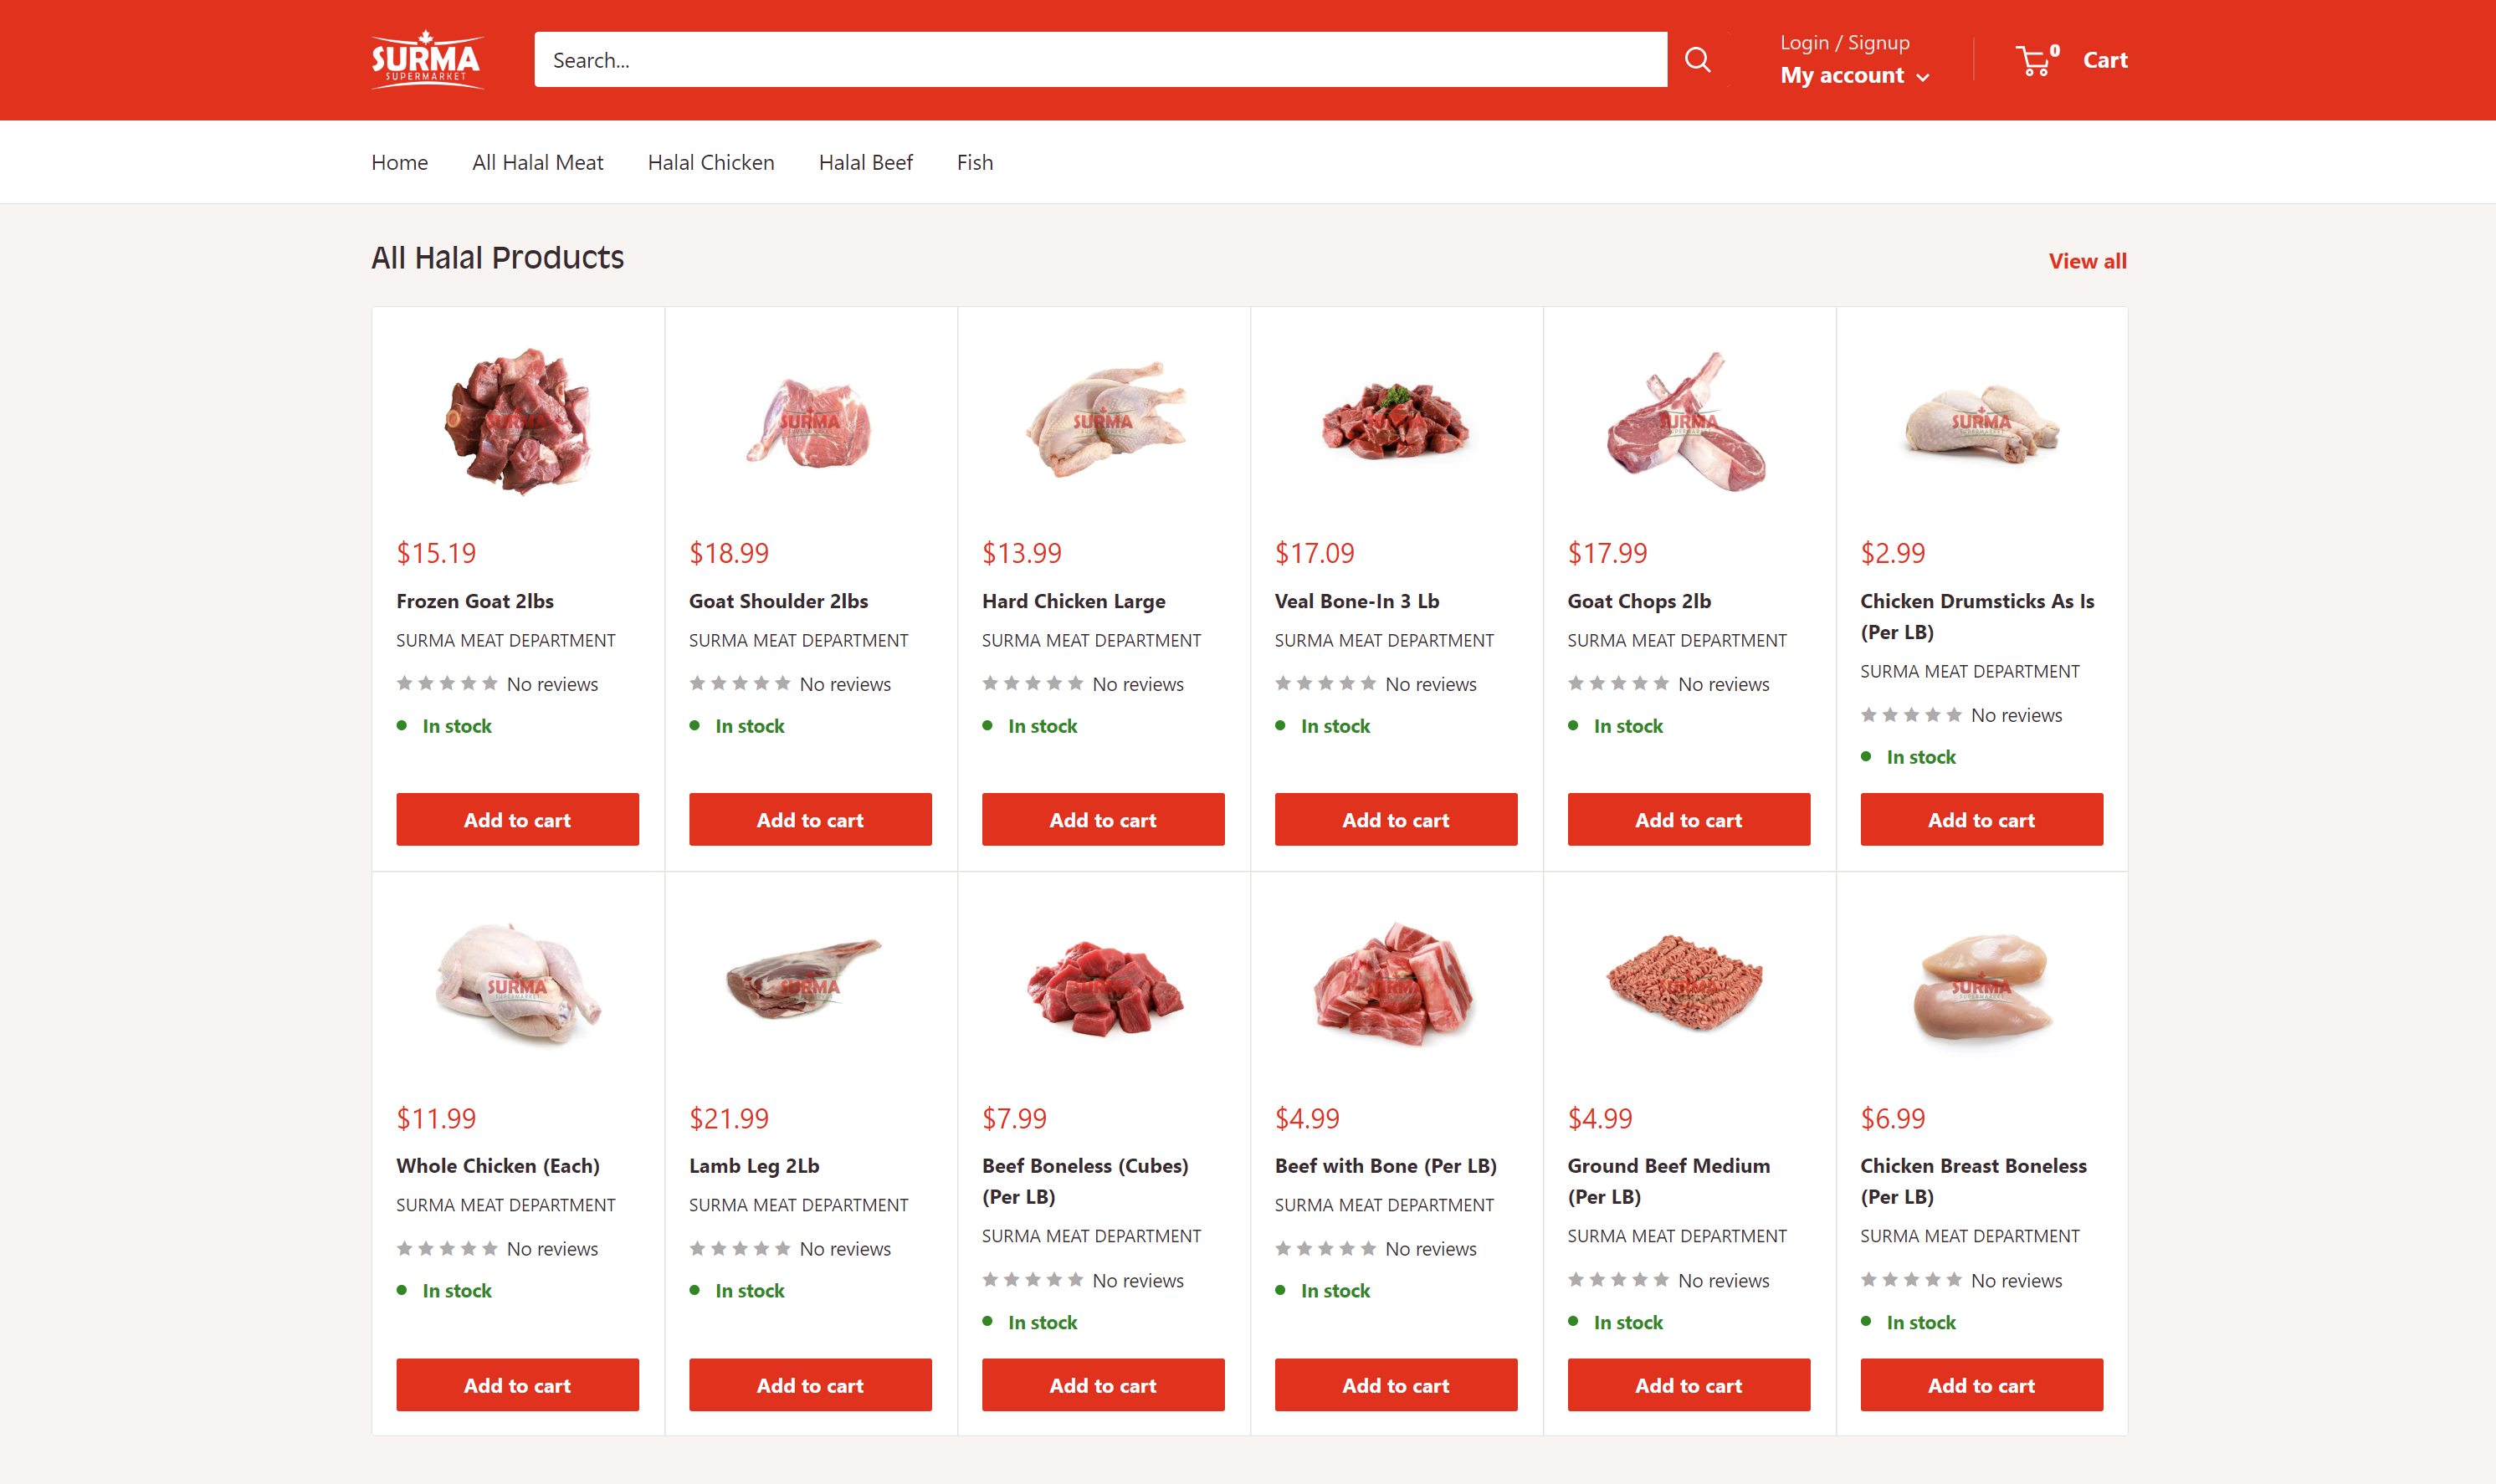 SURMA
SUPERMARKET
Search...
Login / Signup
My account
0
Cart
Home
All Halal Meat
Halal Chicken
Halal Beef
Fish
All Halal Products
View all
$15.19
Frozen Goat 2lbs
SURMA MEAT DEPARTMENT
No reviews
In stock
Add to cart
$18.99
Goat Shoulder 2lbs
SURMA MEAT DEPARTMENT
No reviews
In stock
Add to cart
$13.99
Hard Chicken Large
SURMA MEAT DEPARTMENT
No reviews
In stock
Add to cart
$17.09
Veal Bone-In 3 Lb
SURMA MEAT DEPARTMENT
No reviews
In stock
Add to cart
$17.99
Goat Chops 2lb
SURMA MEAT DEPARTMENT
No reviews
In stock
Add to cart
$2.99
Chicken Drumsticks As Is
(Per LB)
SURMA MEAT DEPARTMENT
No reviews
In stock
Add to cart
$11.99
Whole Chicken (Each)
SURMA MEAT DEPARTMENT
No reviews
In stock
Add to cart
$21.99
Lamb Leg 2Lb
SURMA MEAT DEPARTMENT
No reviews
In stock
Add to cart
$7.99
Beef Boneless (Cubes)
(Per LB)
SURMA MEAT DEPARTMENT
No reviews
In stock
Add to cart
$4.99
Beef with Bone (Per LB)
SURMA MEAT DEPARTMENT
No reviews
In stock
Add to cart
$4.99
Ground Beef Medium
(Per LB)
SURMA MEAT DEPARTMENT
No reviews
In stock
Add to cart
$6.99
Chicken Breast Boneless
(Per LB)
SURMA MEAT DEPARTMENT
No reviews
In stock
Add to cart